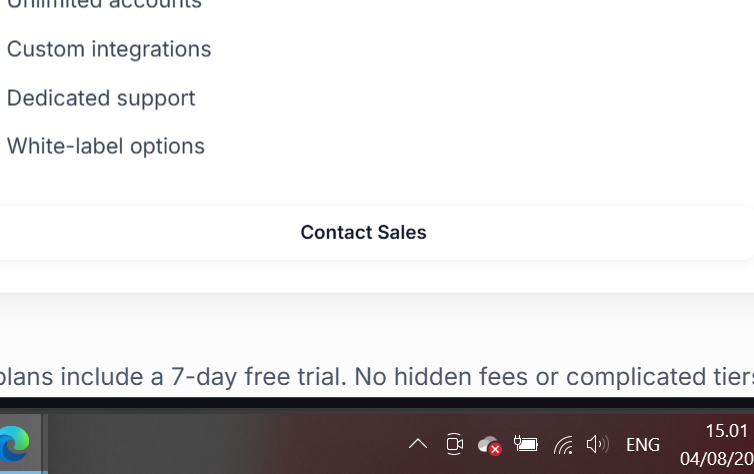 Unlimited accounts
Custom integrations
Dedicated support
White-label options
Contact Sales
plans include a 7-day free trial. No hidden fees or complicated tiers
ENG
15.01
04/08/20